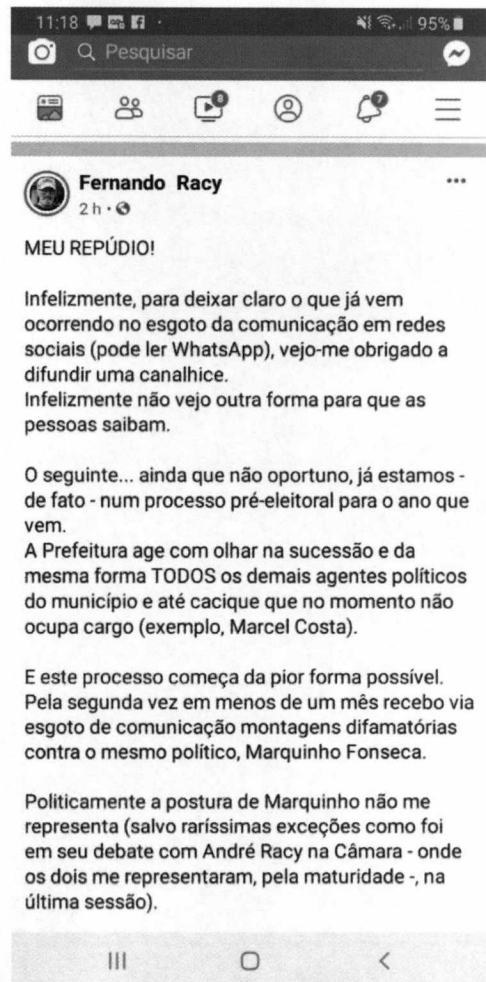 11:18
95%
Pesquisar
8
7
Fernando Racy
2 h ·
MEU REPÚDIO!
Infelizmente, para deixar claro o que já vem
ocorrendo no esgoto da comunicação em redes
sociais (pode ler WhatsApp), vejo-me obrigado a
difundir uma canalhice.
Infelizmente não vejo outra forma para que as
pessoas saibam.
O seguinte... ainda que não oportuno, já estamos -
de fato - num processo pré-eleitoral para o ano que
vem.
A Prefeitura age com olhar na sucessão e da
mesma forma TODOS os demais agentes políticos
do município e até cacique que no momento não
ocupa cargo (exemplo, Marcel Costa).
E este processo começa da pior forma possível.
Pela segunda vez em menos de um mês recebo via
esgoto de comunicação montagens difamatórias
contra o mesmo político, Marquinho Fonseca.
Politicamente a postura de Marquinho não me
representa (salvo raríssimas exceções como foi
em seu debate com André Racy na Câmara - onde
os dois me representaram, pela maturidade -, na
última sessão).